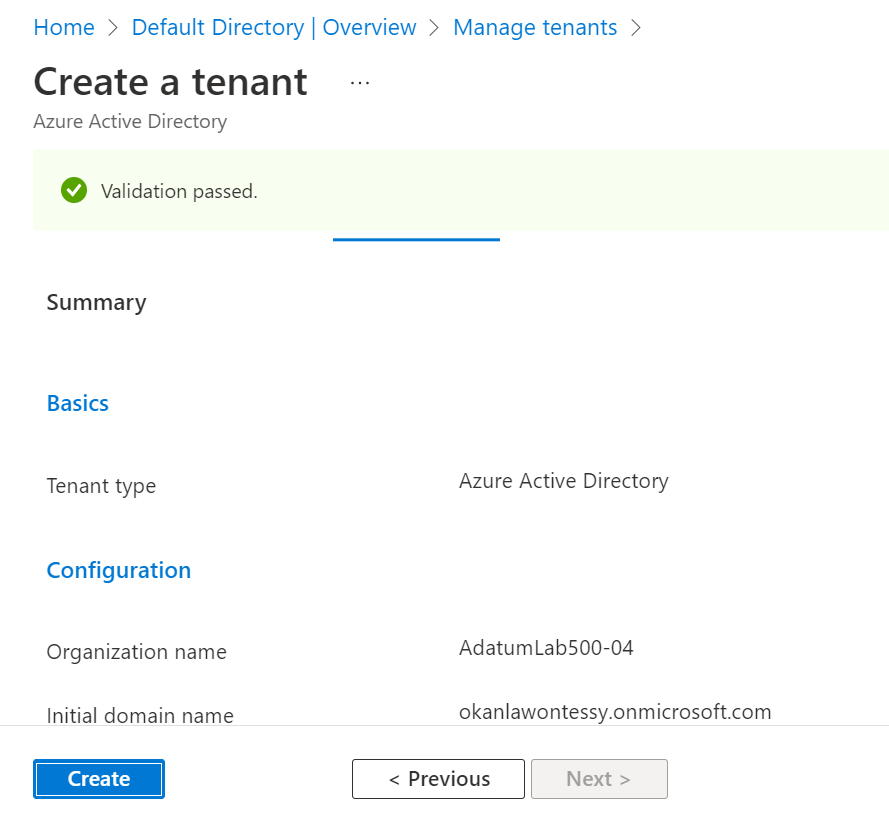 Home > Default Directory | Overview > Manage tenants >
Create a tenant ...
Azure Active Directory
Validation passed.
Summary
Basics
Tenant type Azure Active Directory
Configuration
Organization name AdatumLab500-04
Initial domain name okanlawontessy.onmicrosoft.com
Create < Previous Next >